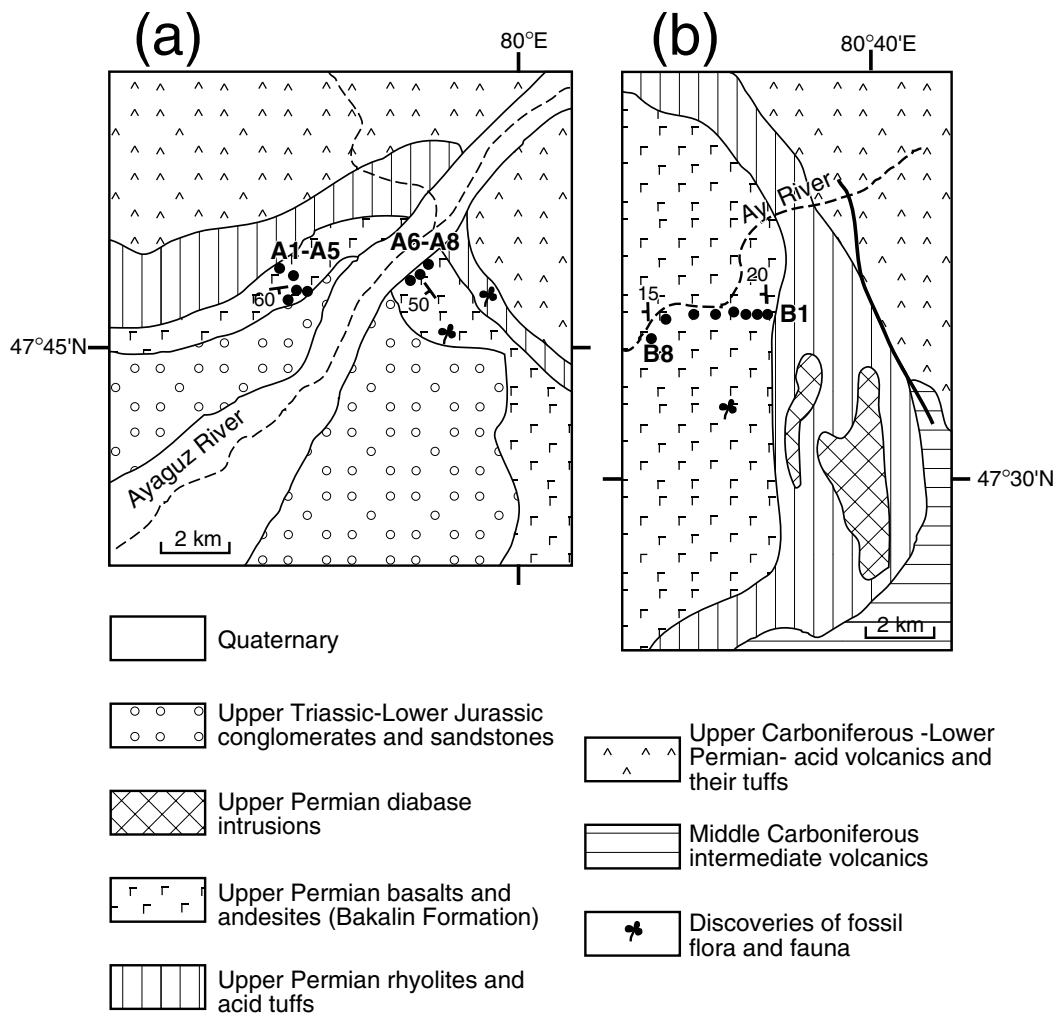 (a)
80°E
A1-A5
A6-A8
60
50
47°45'N
Ayaguz River
2 km
(b)
80°40'E
Ay. River
20
15
B1
B8
47°30'N
2 km
Quaternary
Upper Triassic-Lower Jurassic
conglomerates and sandstones
Upper Permian diabase
intrusions
Upper Permian basalts and
andesites (Bakalin Formation)
Upper Permian rhyolites and
acid tuffs
Upper Carboniferous -Lower
Permian- acid volcanics and
their tuffs
Middle Carboniferous
intermediate volcanics
Discoveries of fossil
flora and fauna